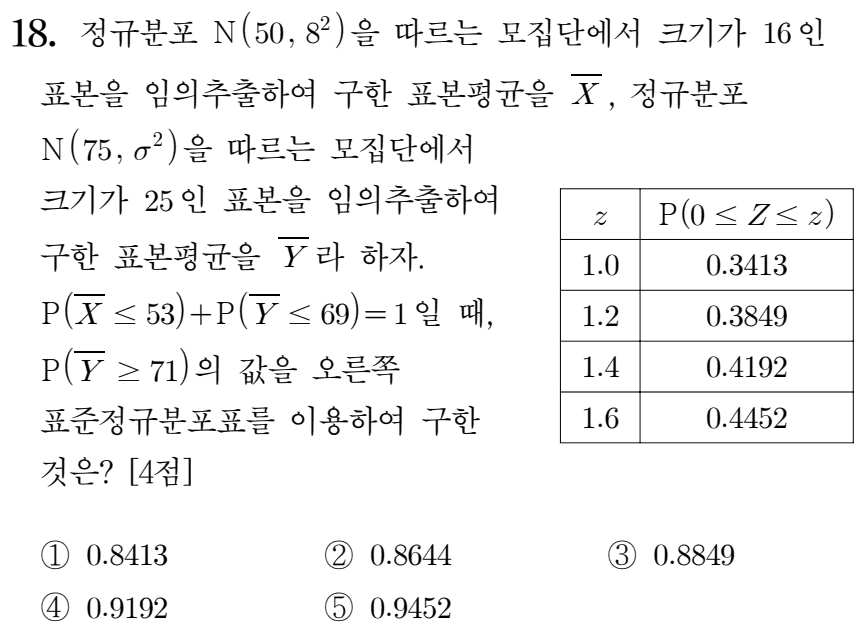 18. 정규분포 N(50, 8²)을 따르는 모집단에서 크기가 16인
표본을 임의추출하여 구한 표본평균을 X̅, 정규분포
N(75, σ²)을 따르는 모집단에서
크기가 25인 표본을 임의추출하여
구한 표본평균을 Y̅라 하자.
P(X̅ ≤ 53)+P(Y̅ ≤ 69)=1일 때,
P(Y̅ ≥ 71)의 값을 오른쪽
표준정규분포표를 이용하여 구한
것은? [4점]
z P(0 ≤ Z ≤ z)
1.0 0.3413
1.2 0.3849
1.4 0.4192
1.6 0.4452
① 0.8413 ② 0.8644 ③ 0.8849
④ 0.9192 ⑤ 0.9452